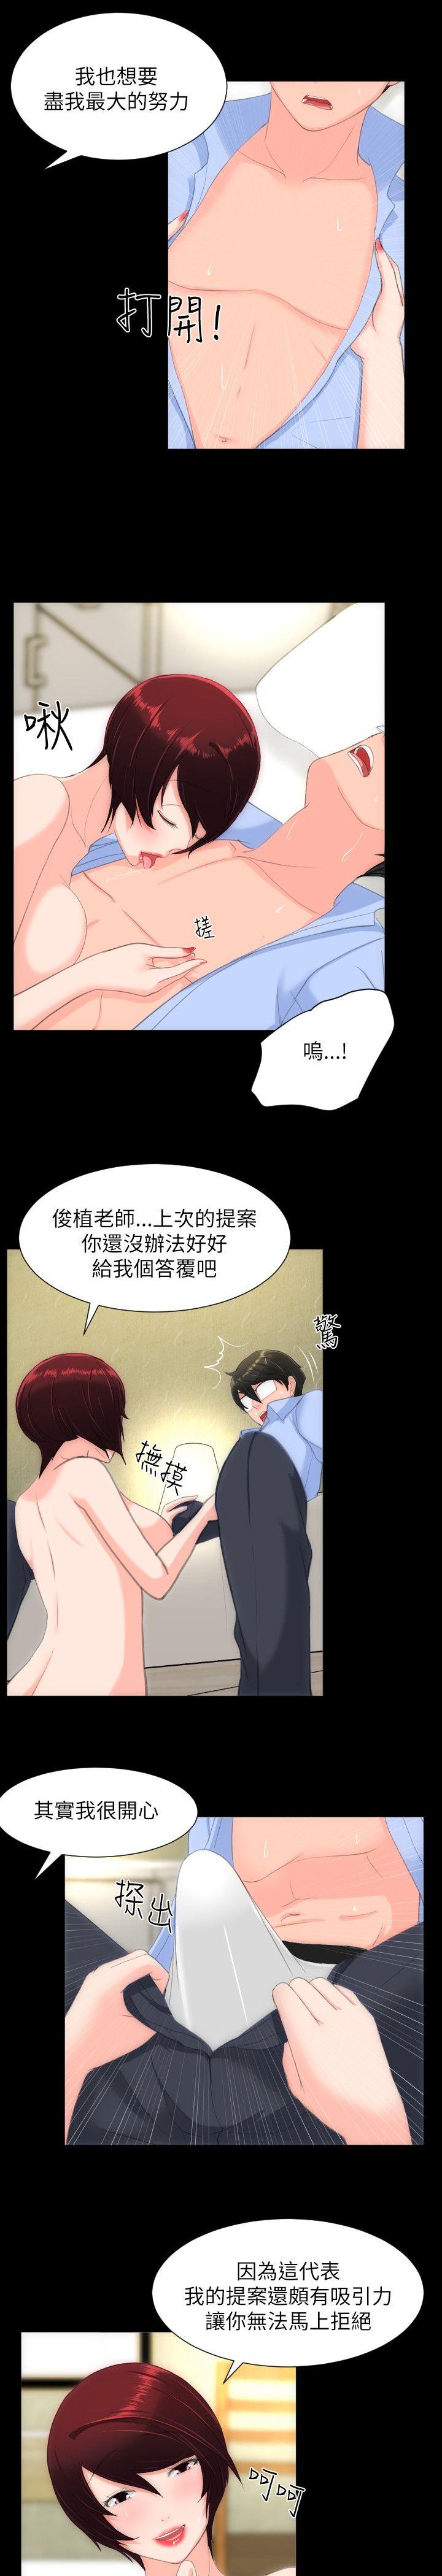 我也想要
盡我最大的努力
打開!
啾
搓
嗚...!
俊植老師...上次的提案
你還沒辦法好好
給我個答覆吧
驚
撫摸
其實我很開心
探出
因為這代表
我的提案還頗有吸引力
讓你無法馬上拒絕
呵呵